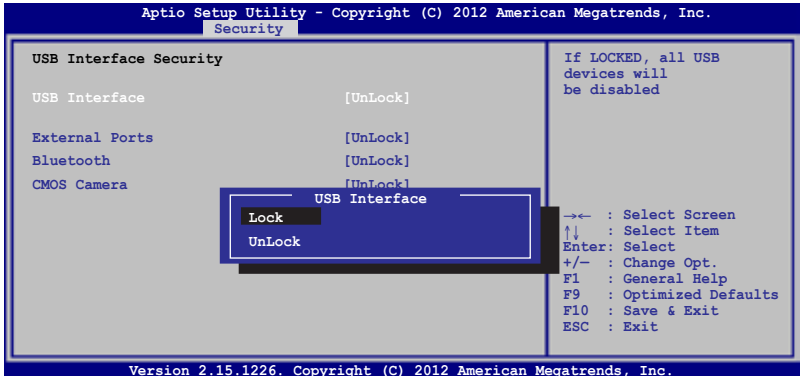 Aptio Setup Utility - Copyright (C) 2012 American Megatrends, Inc.
Security
USB Interface Security
USB Interface [UnLock]
External Ports [UnLock]
Bluetooth [UnLock]
CMOS Camera [UnLock]
USB Interface
Lock
UnLock
If LOCKED, all USB
devices will
be disabled
→← : Select Screen
↑↓ : Select Item
Enter: Select
+/— : Change Opt.
F1 : General Help
F9 : Optimized Defaults
F10 : Save & Exit
ESC : Exit
Version 2.15.1226. Copyright (C) 2012 American Megatrends, Inc.